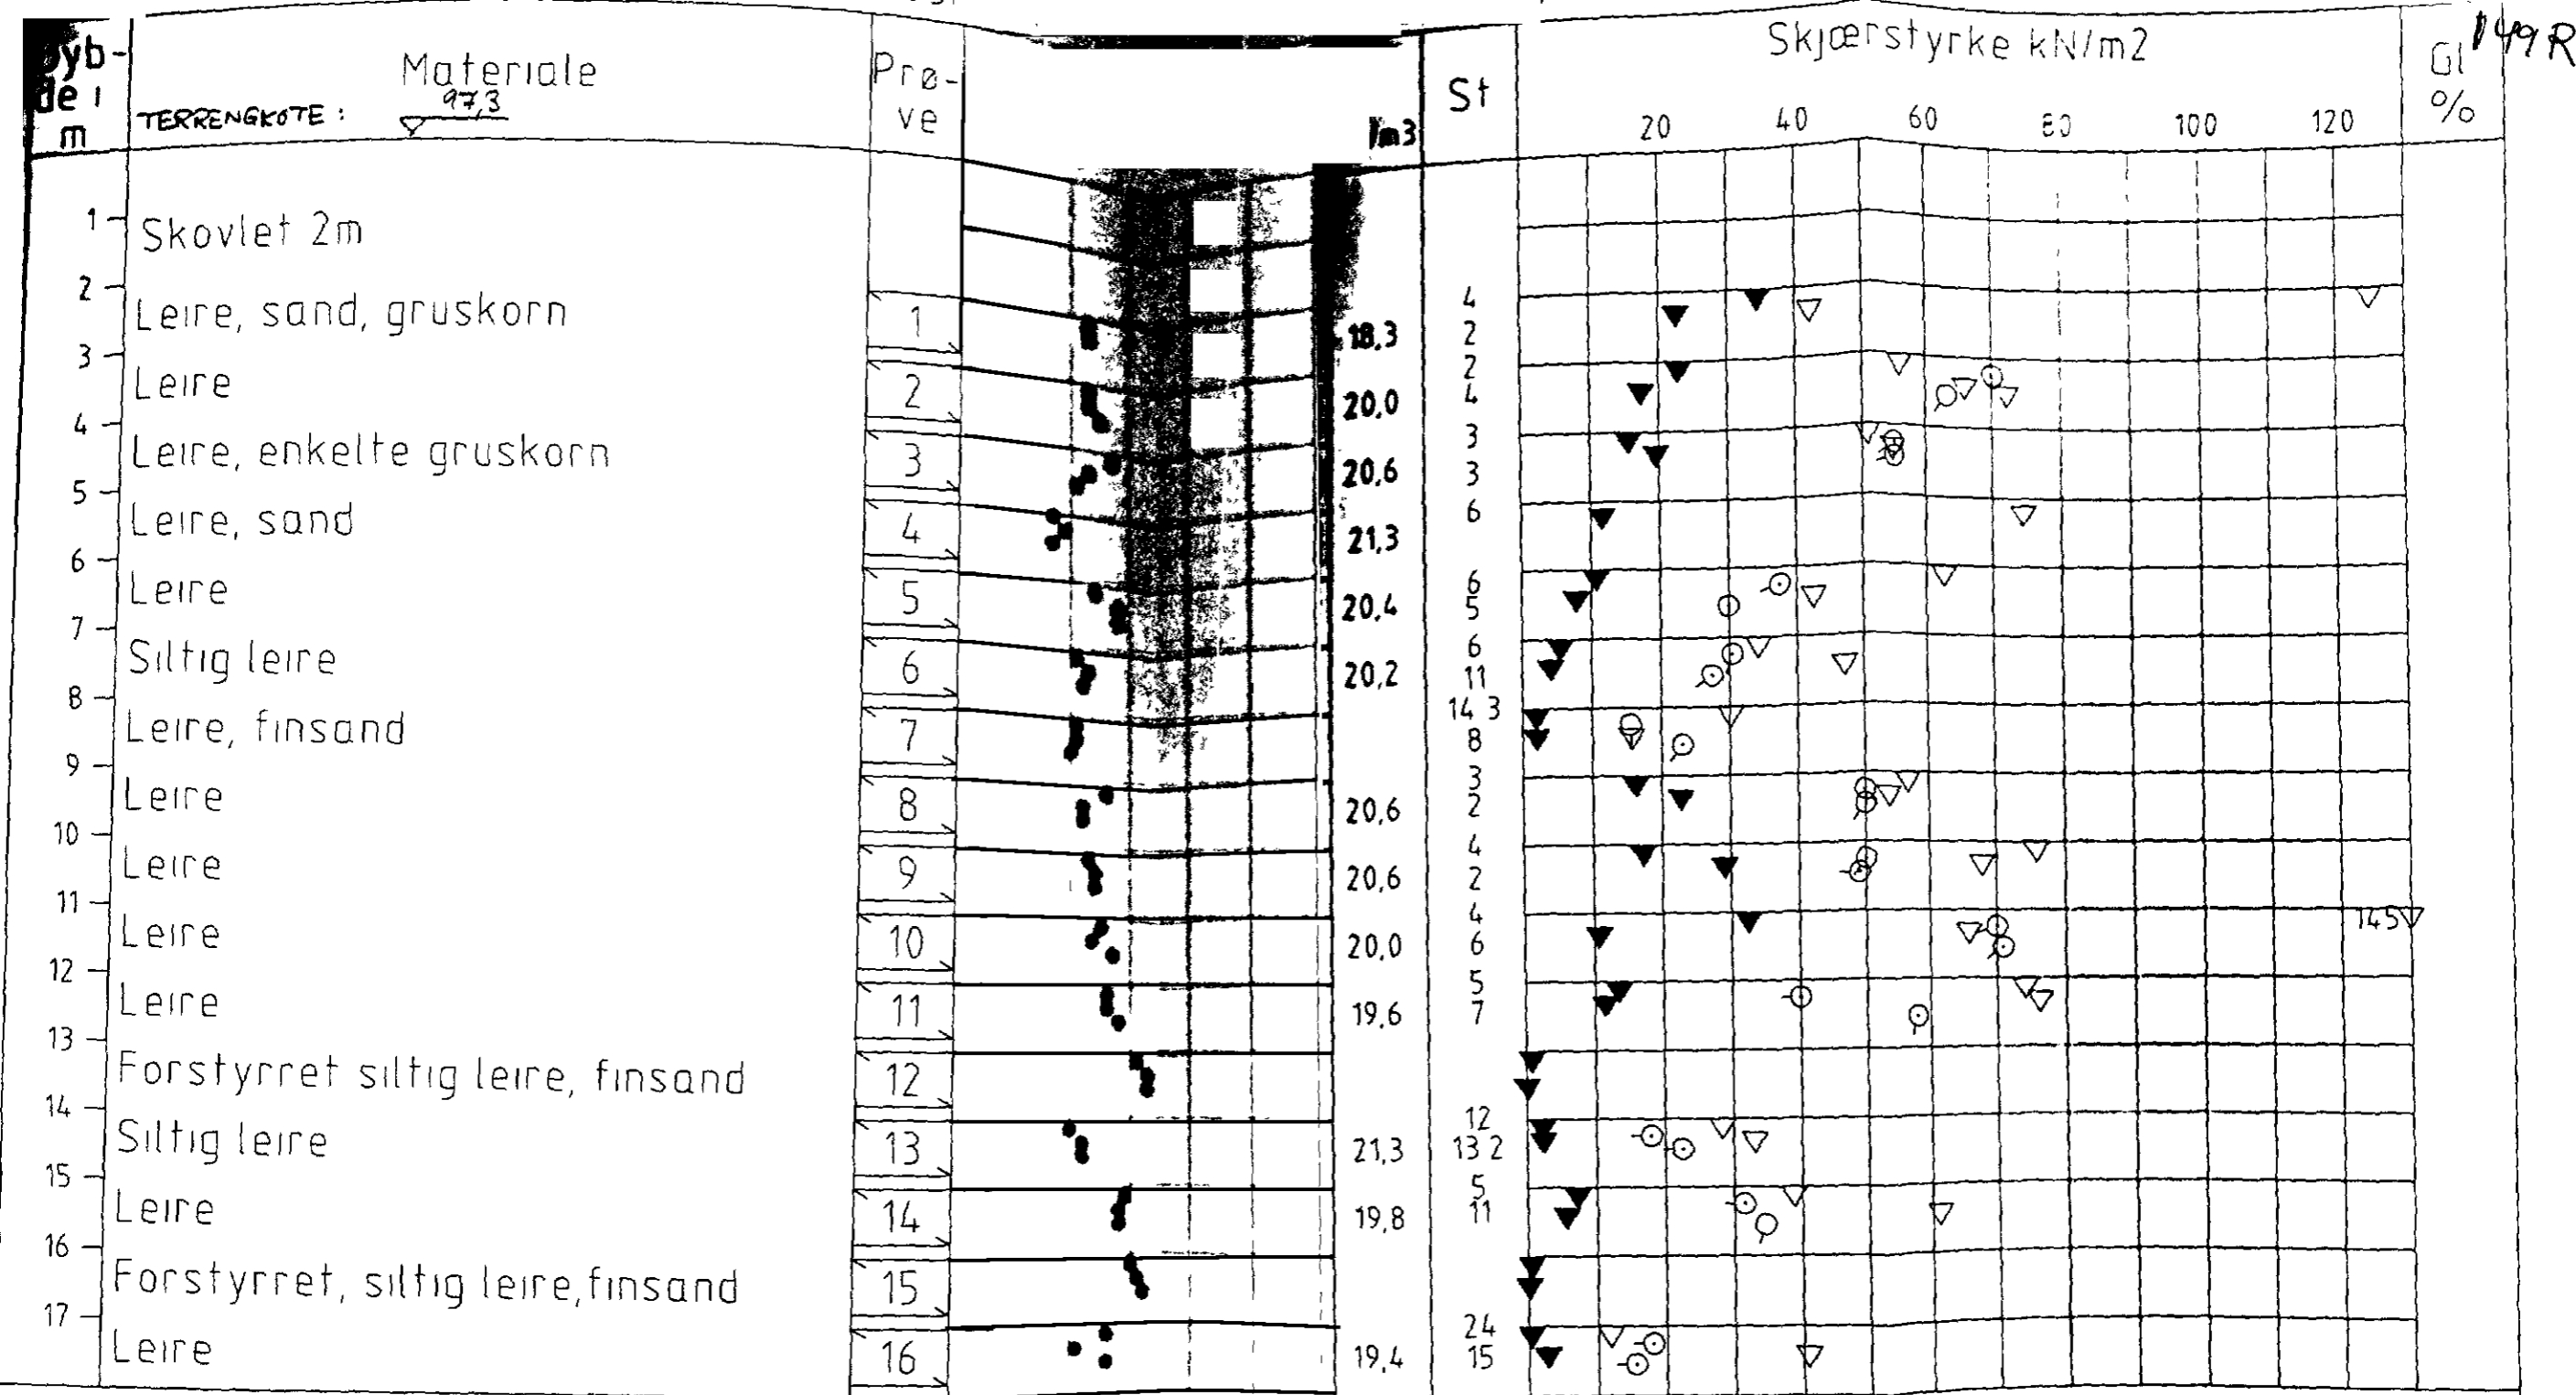 Skjærstyrke kN/m2
149 R
de i
m
Materiale
TERRENGKOTE: 97,3
Prø-
ve
/m3
St
20 40 60 80 100 120
Gl
%
1 Skovlet 2m
2
Leire, sand, gruskorn 1 18,3 4 2
3
Leire 2 20,0 2 4
4
Leire, enkelte gruskorn 3 20,6 3 3
5
Leire, sand 4 21,3 6
6
Leire 5 20,4 6 5
7
Siltig leire 6 20,2 6 11
8
Leire, finsand 7 14 3 8
9
Leire 8 20,6 3 2
10
Leire 9 20,6 4 2
11
Leire 10 20,0 4 6 145
12
Leire 11 19,6 5 7
13
Forstyrret siltig leire, finsand 12
14
Siltig leire 13 21,3 12 13 2
15
Leire 14 19,8 5 11
16
Forstyrret, siltig leire, finsand 15
17
Leire 16 19,4 24 15